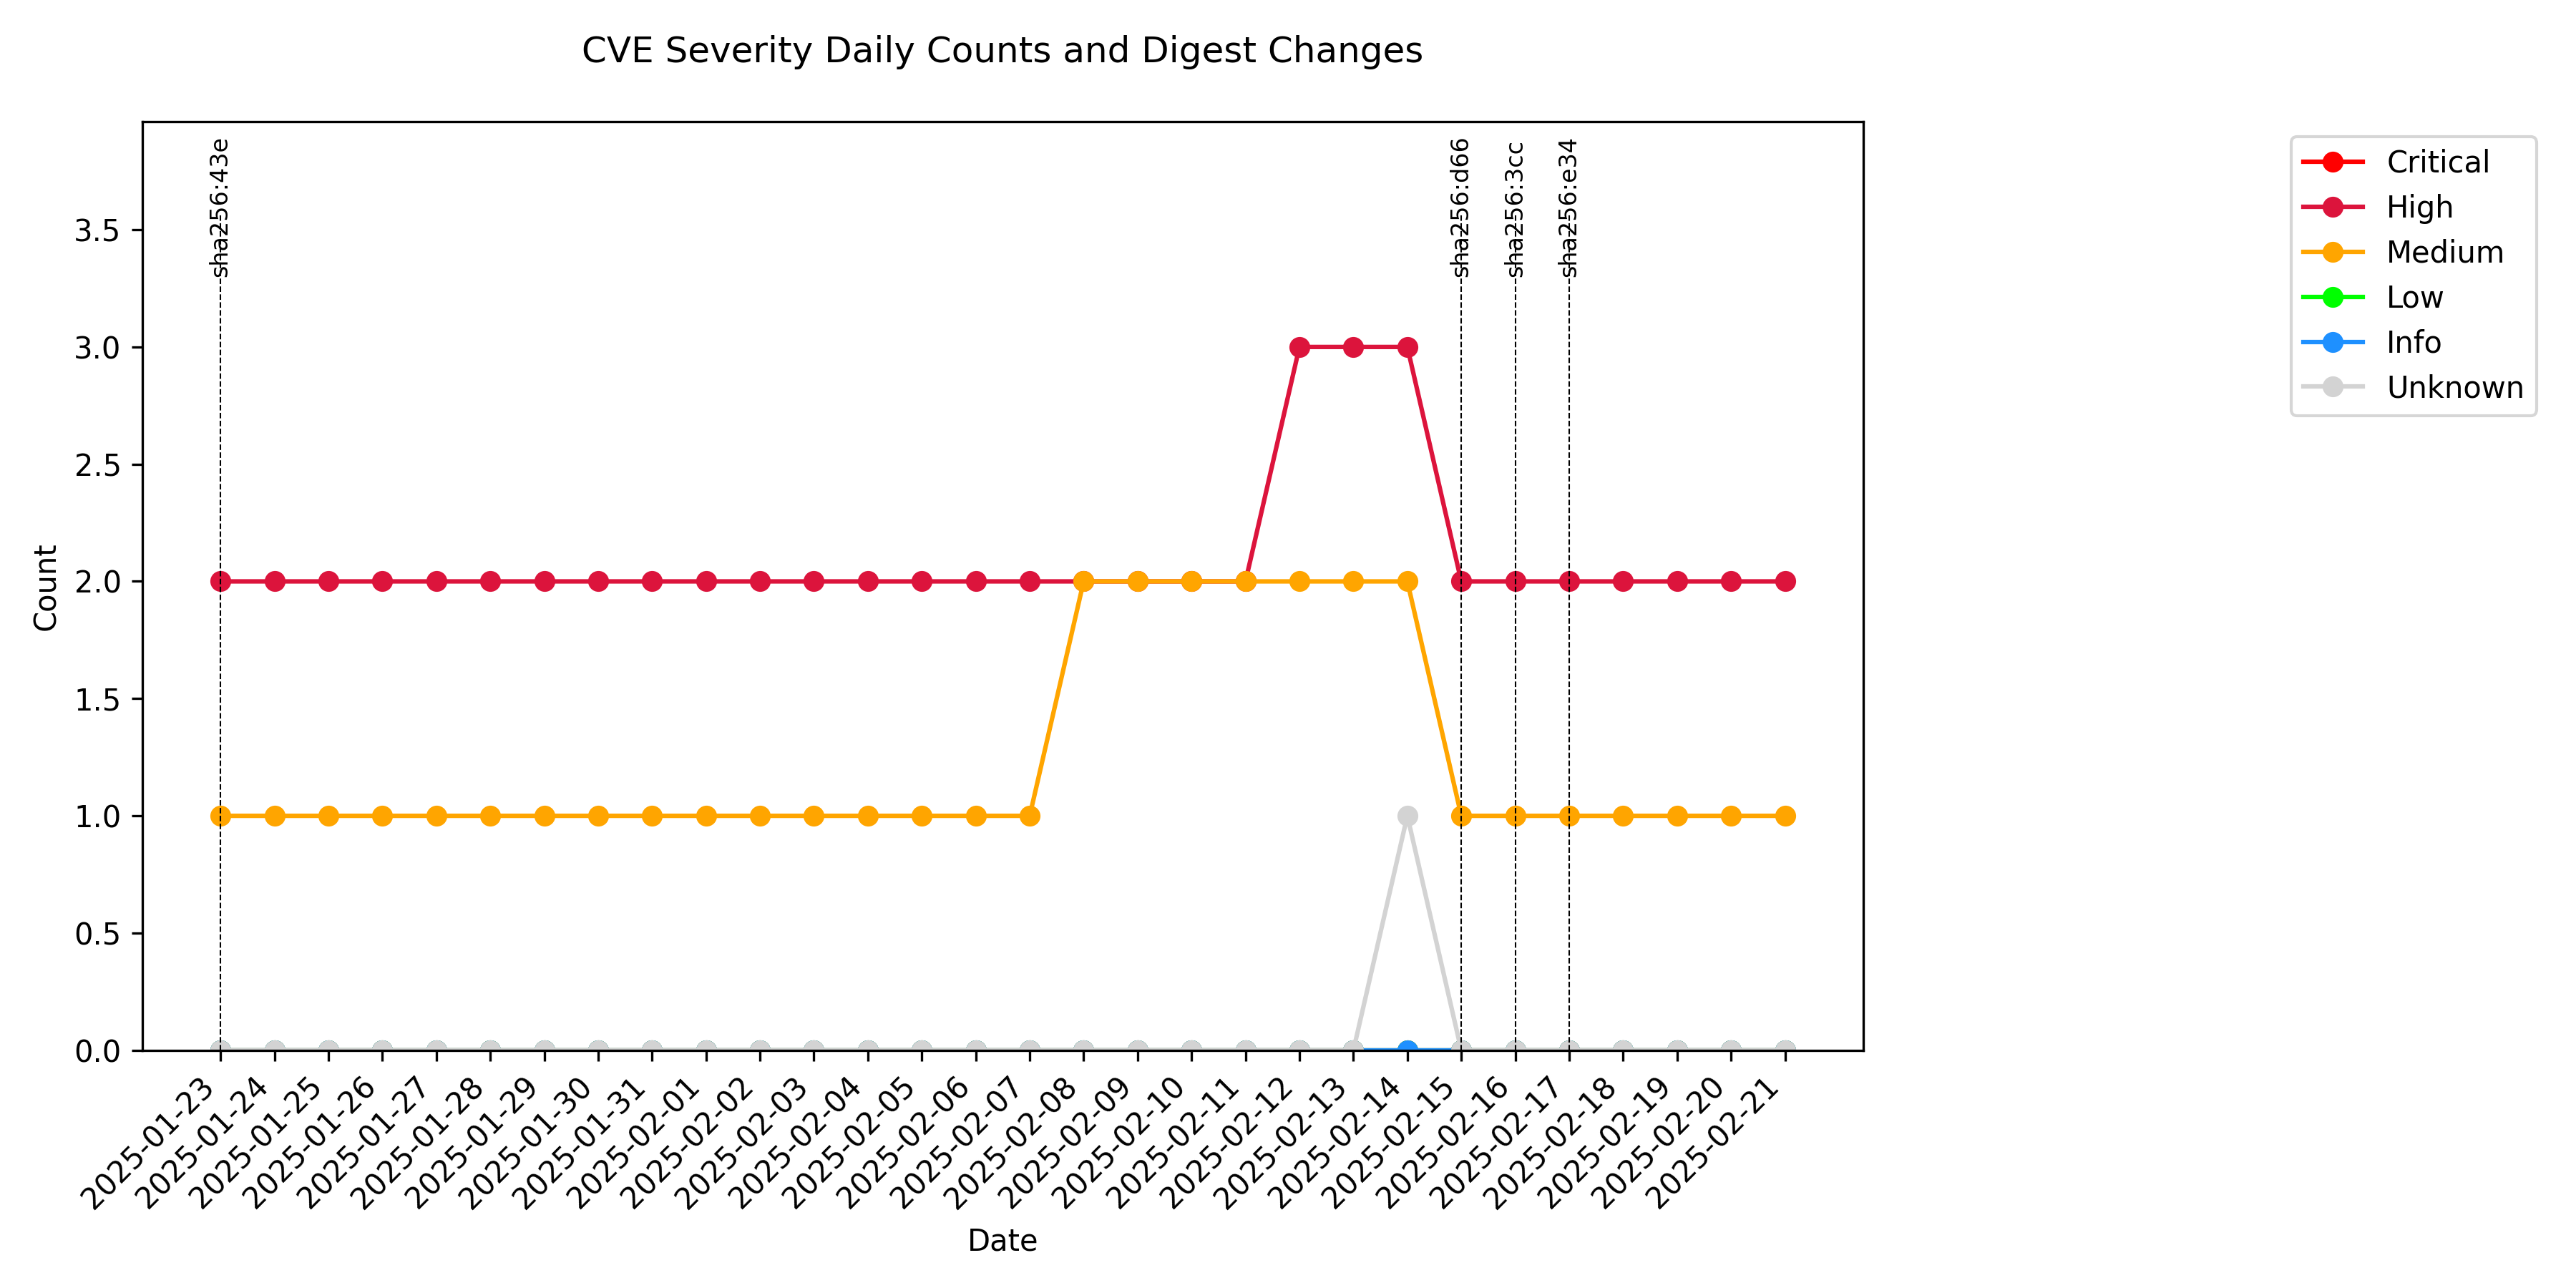 CVE Severity Daily Counts and Digest Changes
sha256:43e
sha256:d66
sha256:3cc
sha256:e34
Critical
High
Medium
Low
Info
Unknown
3.5
3.0
2.5
2.0
1.5
1.0
0.5
0.0
Count
2025-01-23
2025-01-24
2025-01-25
2025-01-26
2025-01-27
2025-01-28
2025-01-29
2025-01-30
2025-01-31
2025-02-01
2025-02-02
2025-02-03
2025-02-04
2025-02-05
2025-02-06
2025-02-07
2025-02-08
2025-02-09
2025-02-10
2025-02-11
2025-02-12
2025-02-13
2025-02-14
2025-02-15
2025-02-16
2025-02-17
2025-02-18
2025-02-19
2025-02-20
2025-02-21
Date